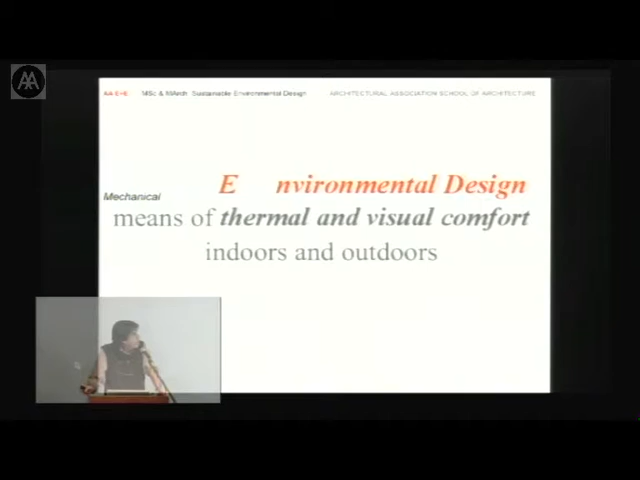 AA
AA E+E MSc & MArch Sustainable Environmental Design ARCHITECTURAL ASSOCIATION SCHOOL OF ARCHITECTURE
E nvironmental Design
Mechanical
means of thermal and visual comfort
indoors and outdoors